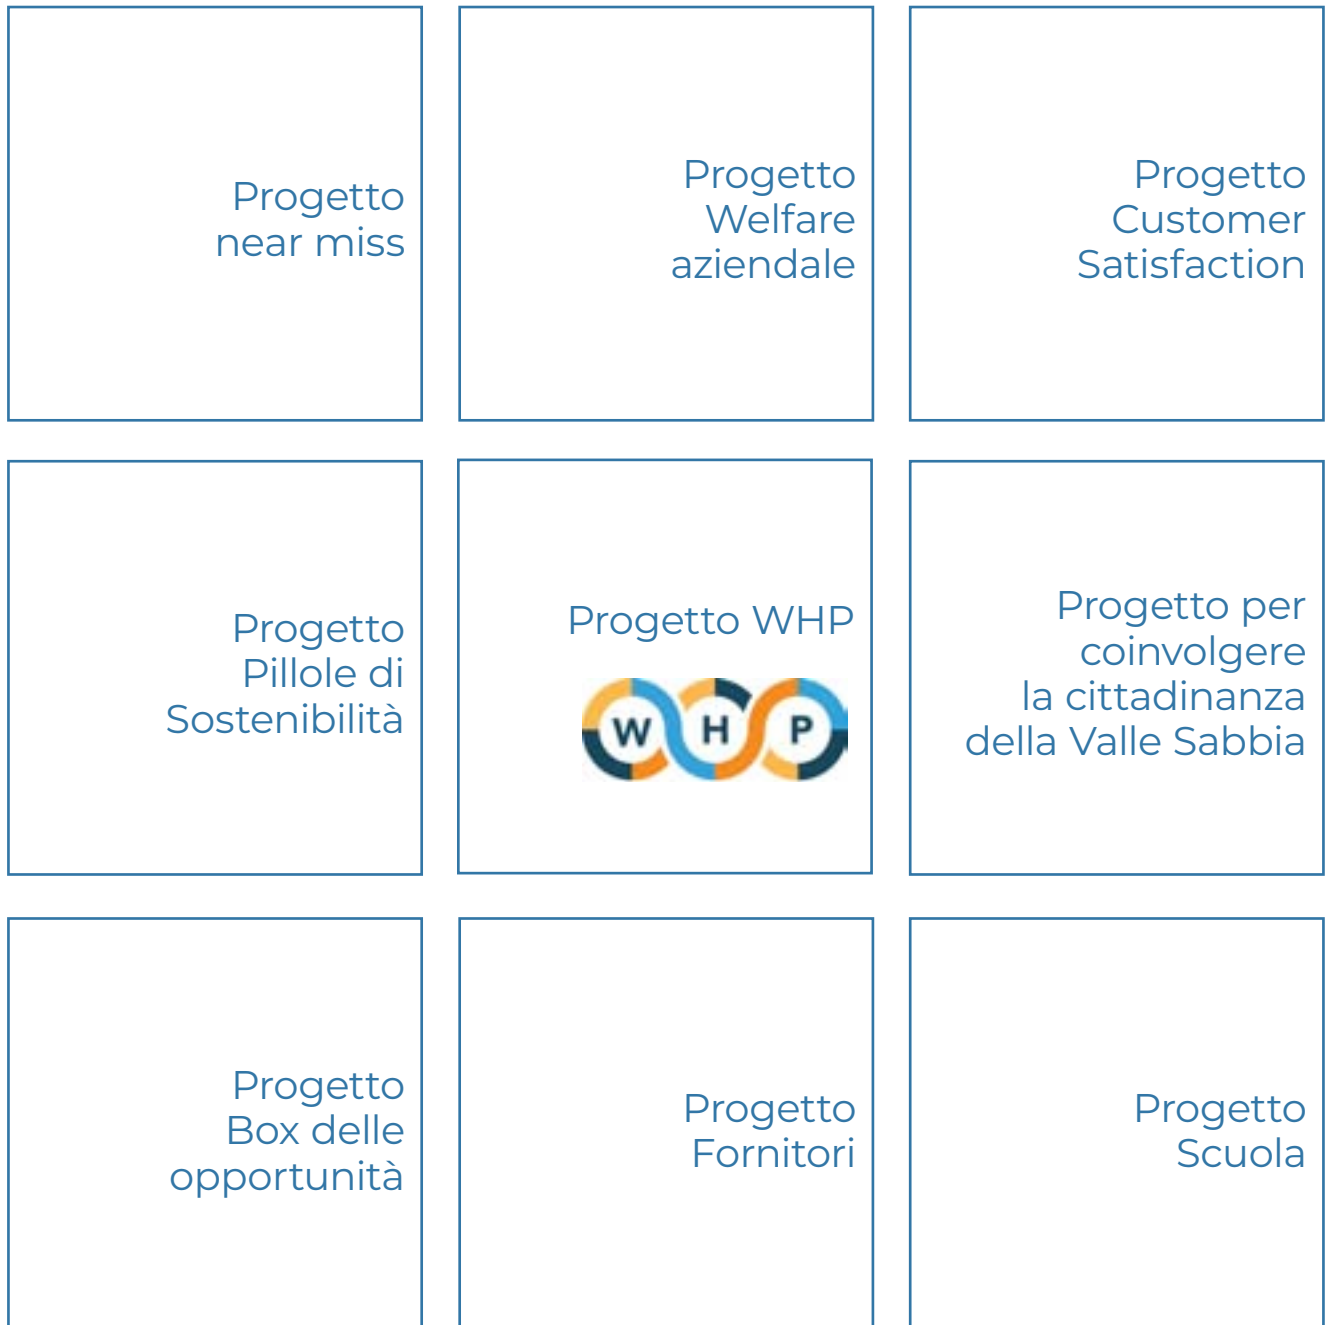 Progetto
near miss
Progetto
Welfare
aziendale
Progetto
Customer
Satisfaction
Progetto
Pillole di
Sostenibilità
Progetto WHP
W H P
Progetto per
coinvolgere
la cittadinanza
della Valle Sabbia
Progetto
Box delle
opportunità
Progetto
Fornitori
Progetto
Scuola